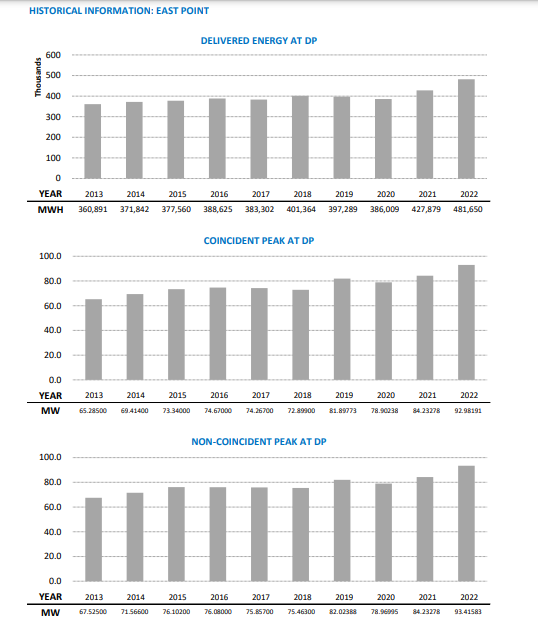 HISTORICAL INFORMATION: EAST POINT
DELIVERED ENERGY AT DP
Thousands
600
500
400
300
200
100
0
YEAR 2013 2014 2015 2016 2017 2018 2019 2020 2021 2022
MWH 360,891 371,842 377,560 388,625 383,302 401,364 397,289 386,009 427,879 481,650
COINCIDENT PEAK AT DP
100.0
80.0
60.0
40.0
20.0
0.0
YEAR 2013 2014 2015 2016 2017 2018 2019 2020 2021 2022
MW 65.28500 69.41400 73.34000 74.67000 74.26700 72.89900 81.89773 78.90238 84.23278 92.98191
NON-COINCIDENT PEAK AT DP
100.0
80.0
60.0
40.0
20.0
0.0
YEAR 2013 2014 2015 2016 2017 2018 2019 2020 2021 2022
MW 67.52500 71.56600 76.10200 76.08000 75.85700 75.46300 82.02388 78.96995 84.23278 93.41583